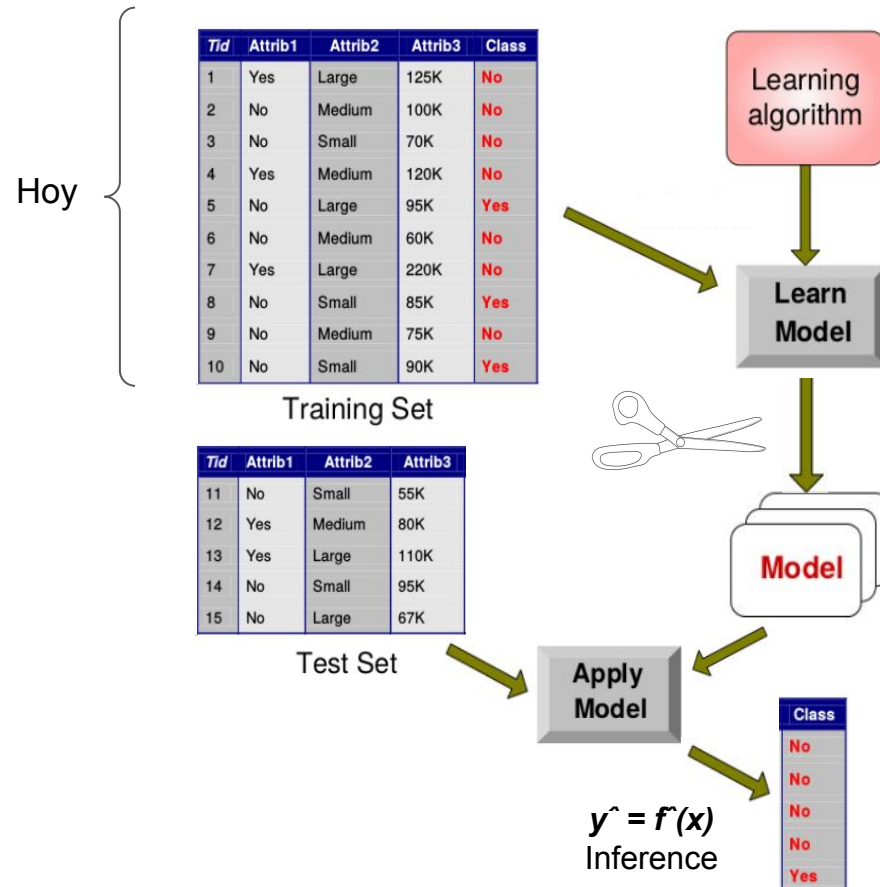 Hoy
Tid Attrib1 Attrib2 Attrib3 Class
1 Yes Large 125K No
2 No Medium 100K No
3 No Small 70K No
4 Yes Medium 120K No
5 No Large 95K Yes
6 No Medium 60K No
7 Yes Large 220K No
8 No Small 85K Yes
9 No Medium 75K No
10 No Small 90K Yes
Training Set
Learning
algorithm
Learn
Model
Model
Tid Attrib1 Attrib2 Attrib3
11 No Small 55K
12 Yes Medium 80K
13 Yes Large 110K
14 No Small 95K
15 No Large 67K
Test Set
Apply
Model
Class
No
No
No
No
Yes
yˆ = fˆ(x)
Inference